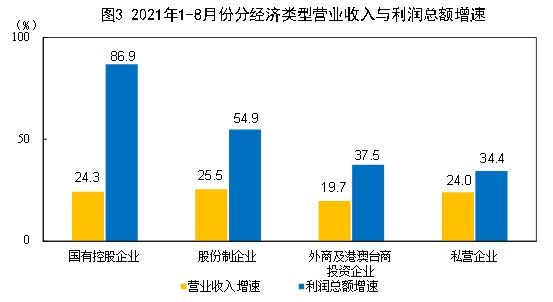 图3 2021年1-8月份分经济类型营业收入与利润总额增速
(%)
100
50
0
24.3
86.9
25.5
54.9
19.7
37.5
24.0
34.4
国有控股企业
股份制企业
外商及港澳台商
投资企业
私营企业
营业收入增速
利润总额增速